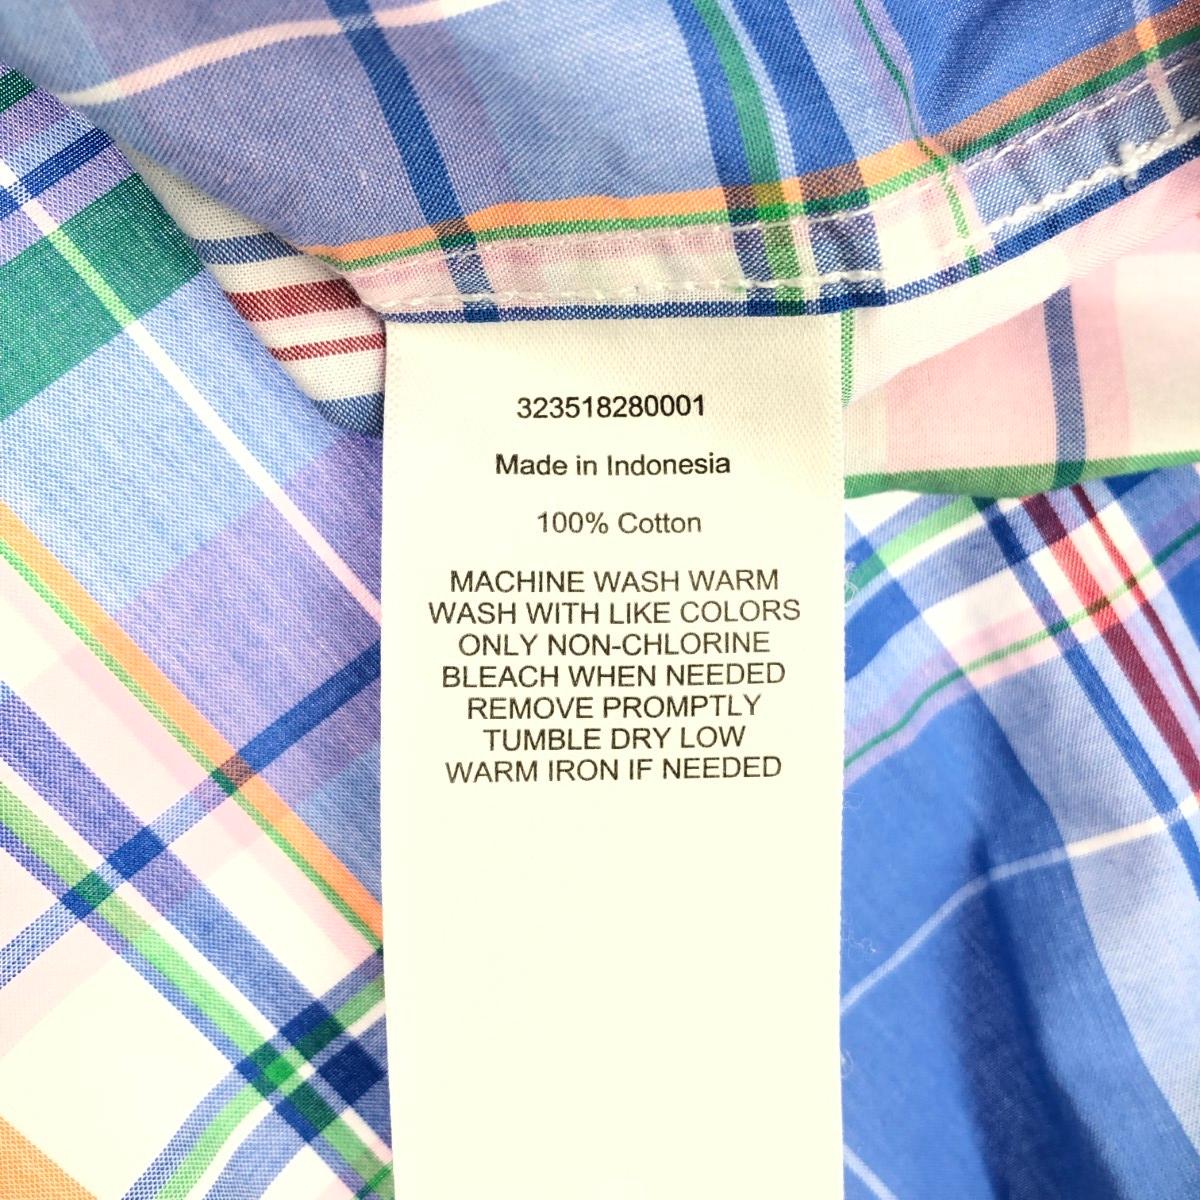 323518280001
Made in Indonesia
100% Cotton
MACHINE WASH WARM
WASH WITH LIKE COLORS
ONLY NON-CHLORINE
BLEACH WHEN NEEDED
REMOVE PROMPTLY
TUMBLE DRY LOW
WARM IRON IF NEEDED